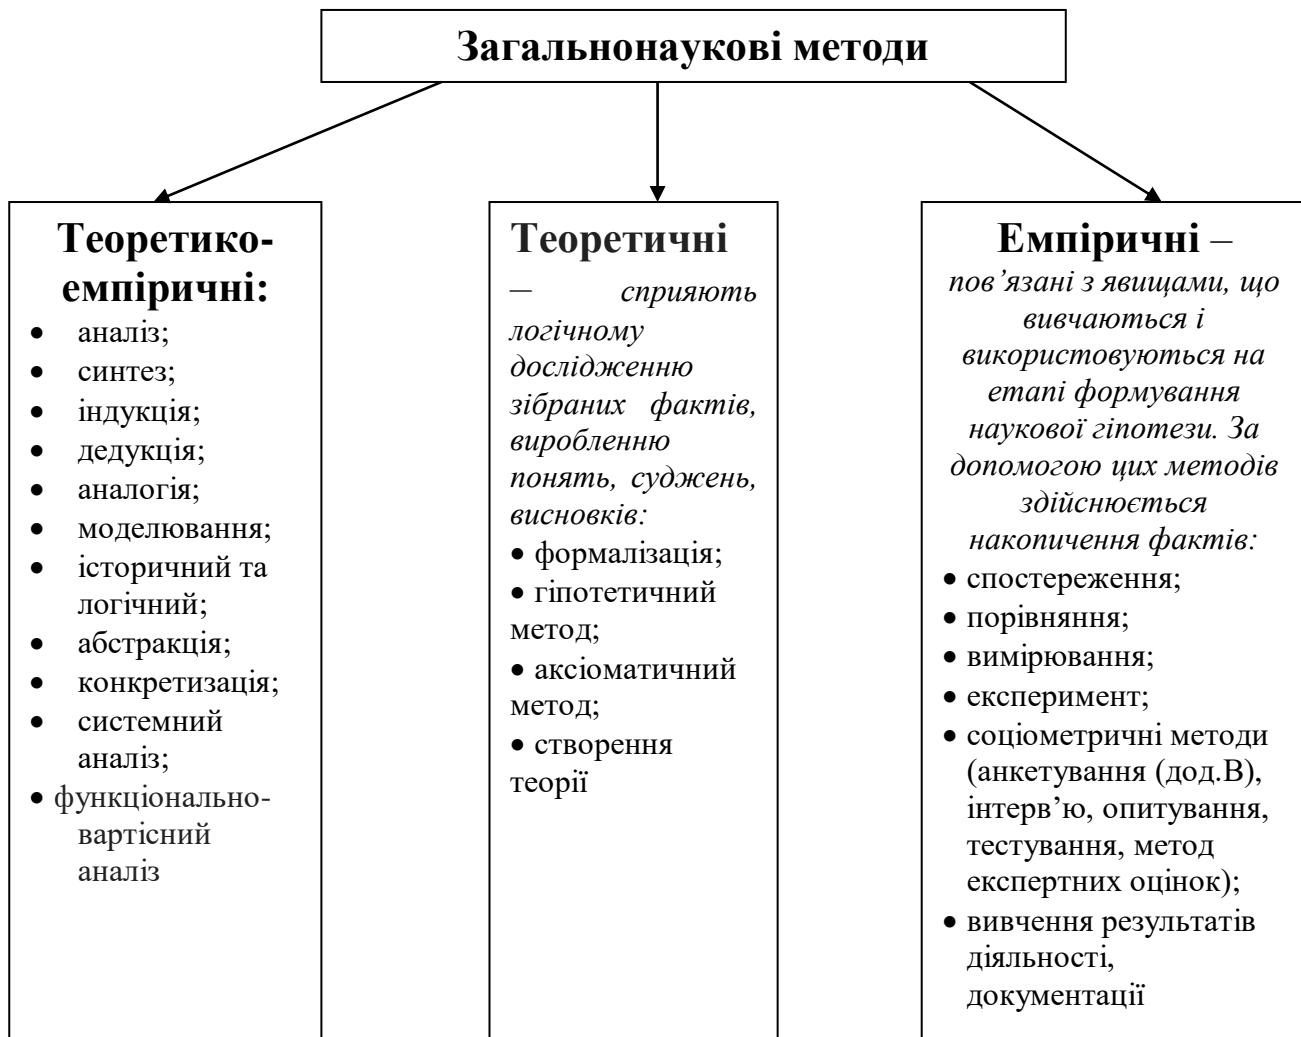 Загальнонаукові методи
Теоретико-
емпіричні:
• аналіз;
• синтез;
• індукція;
• дедукція;
• аналогія;
• моделювання;
• історичний та
логічний;
• абстракція;
• конкретизація;
• системний
аналіз;
• функціонально-
вартісний
аналіз
Теоретичні
— сприяють
логічному
дослідженню
зібраних фактів,
виробленню
понять, суджень,
висновків:
• формалізація;
• гіпотетичний
метод;
• аксіоматичний
метод;
• створення
теорії
Емпіричні –
пов’язані з явищами, що
вивчаються і
використовуються на
етапі формування
наукової гіпотези. За
допомогою цих методів
здійснюється
накопичення фактів:
• спостереження;
• порівняння;
• вимірювання;
• експеримент;
• соціометричні методи
(анкетування (дод.В),
інтерв’ю, опитування,
тестування, метод
експертних оцінок);
• вивчення результатів
діяльності,
документації